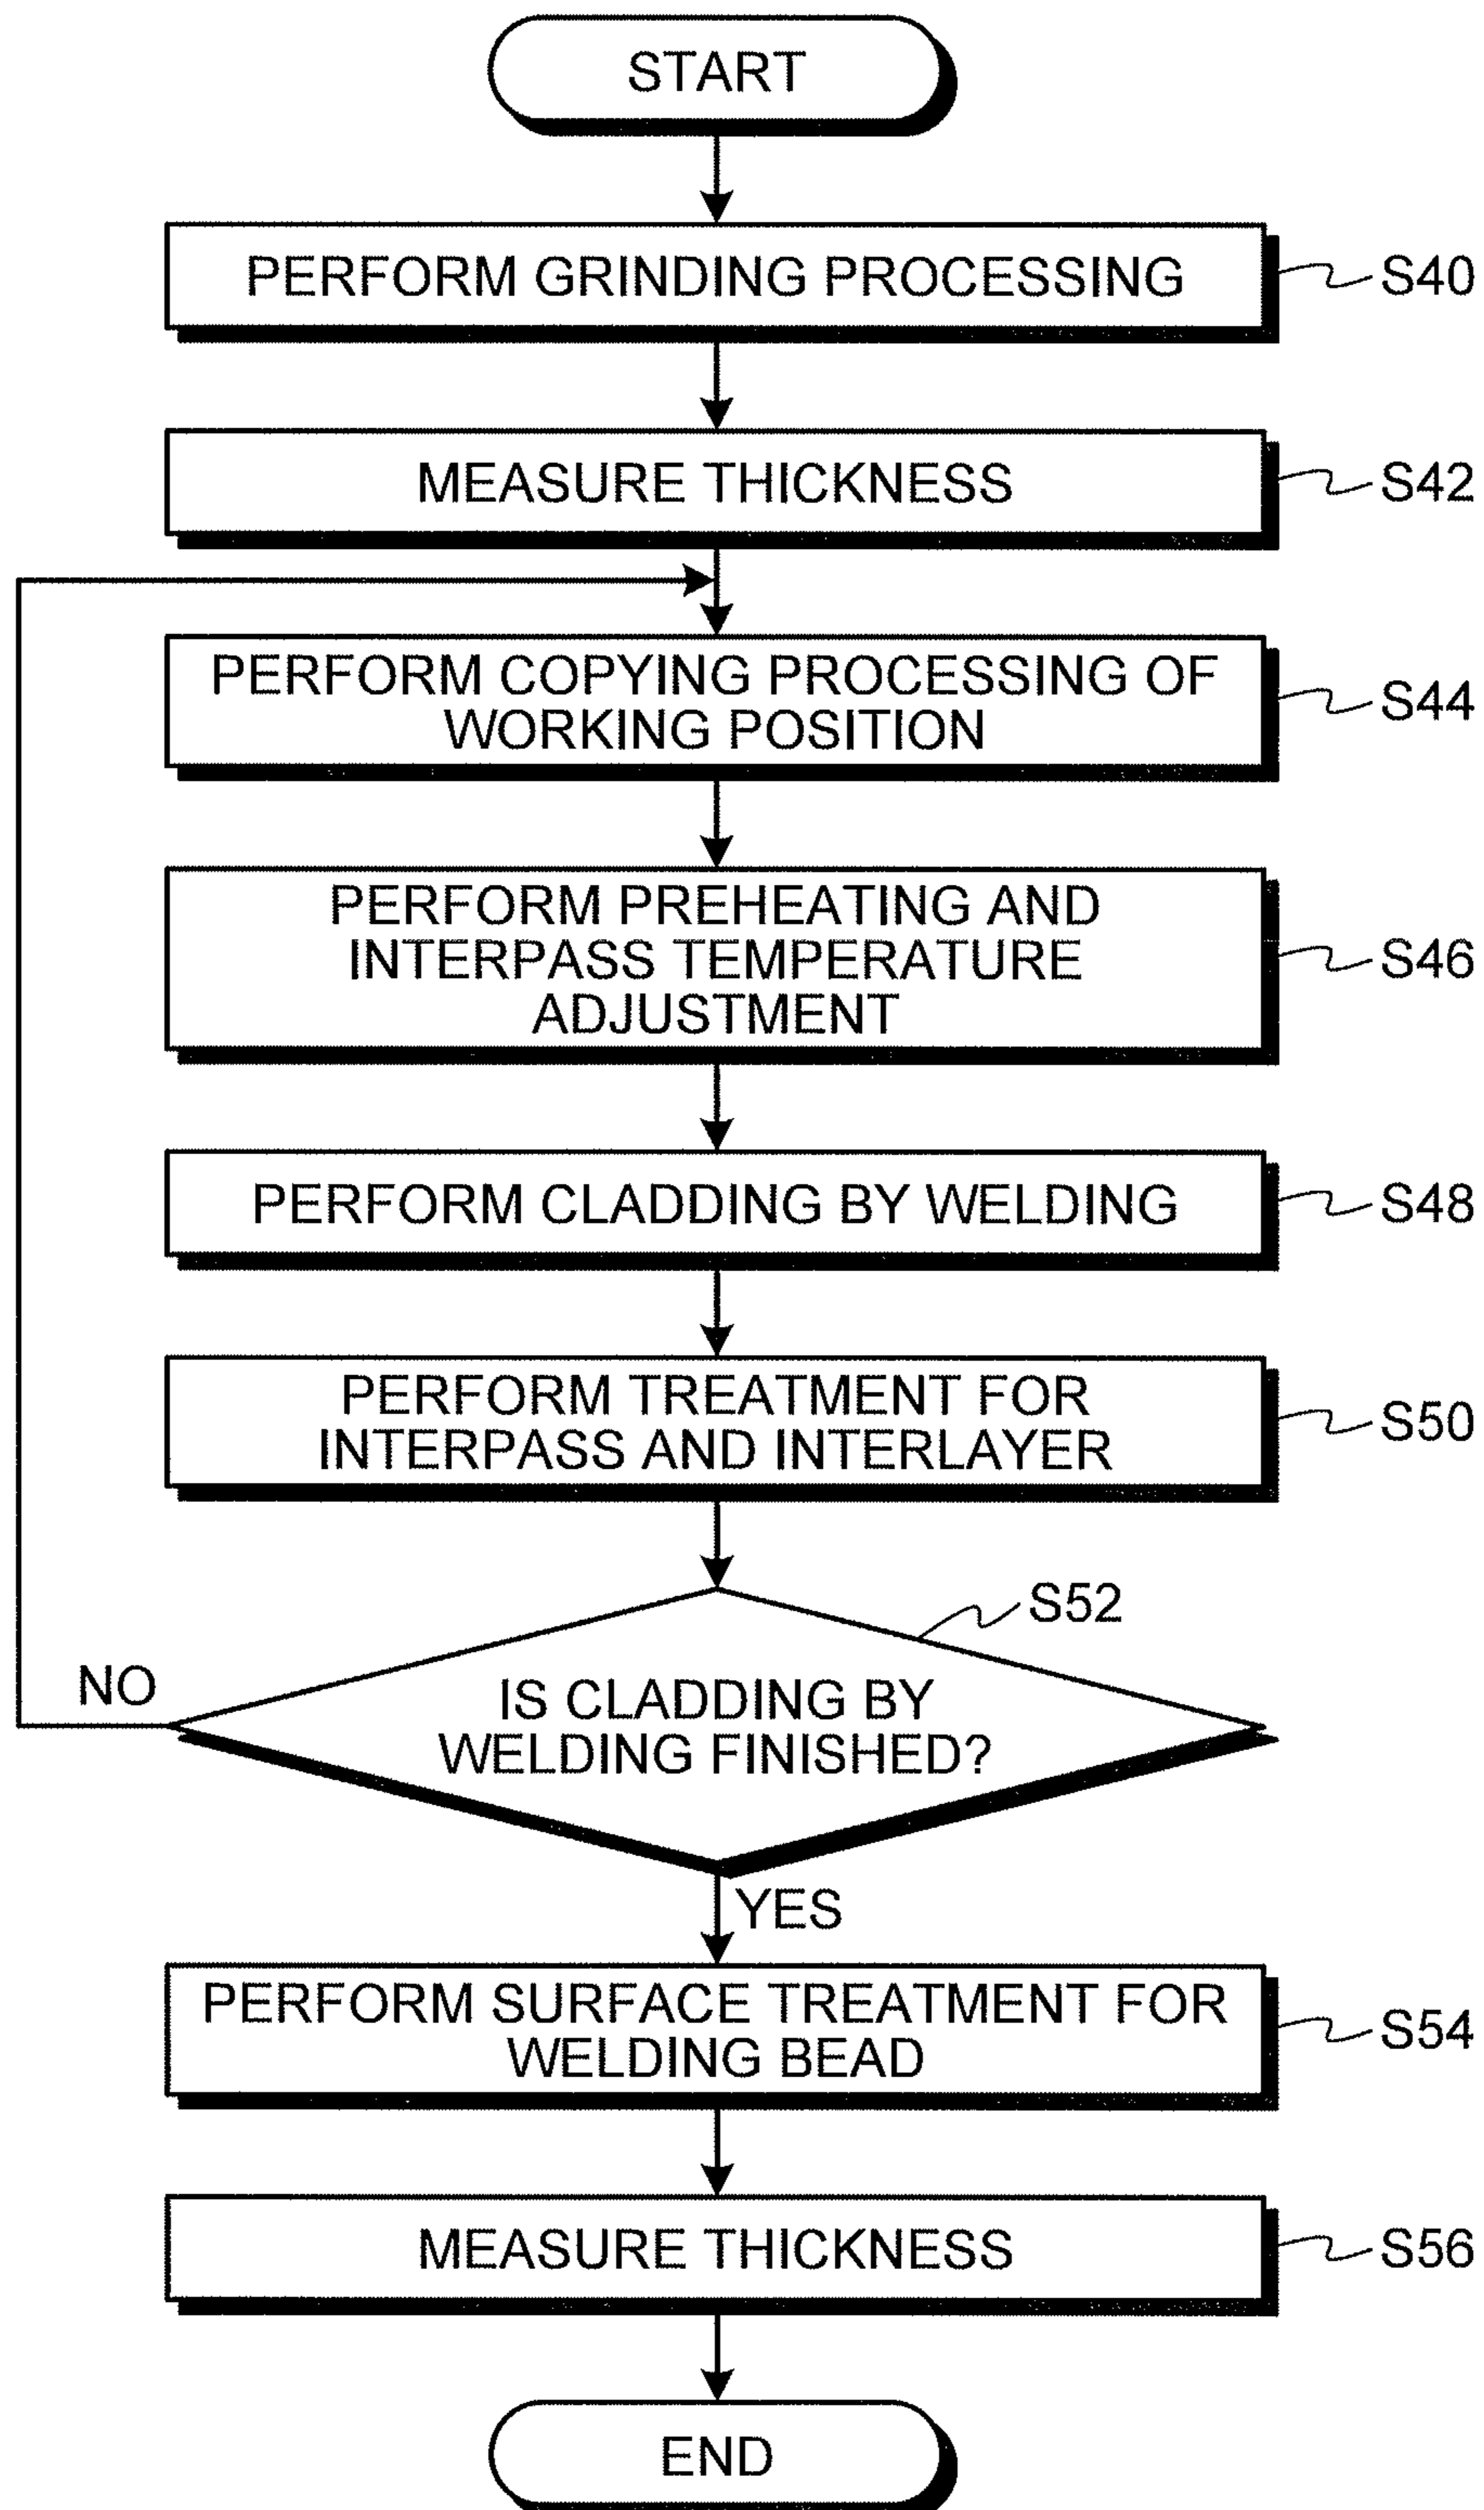 START
PERFORM GRINDING PROCESSING
S40
MEASURE THICKNESS
S42
PERFORM COPYING PROCESSING OF
WORKING POSITION
S44
PERFORM PREHEATING AND
INTERPASS TEMPERATURE
ADJUSTMENT
S46
PERFORM CLADDING BY WELDING
S48
PERFORM TREATMENT FOR
INTERPASS AND INTERLAYER
S50
S52
NO
IS CLADDING BY
WELDING FINISHED?
YES
PERFORM SURFACE TREATMENT FOR
WELDING BEAD
S54
MEASURE THICKNESS
S56
END